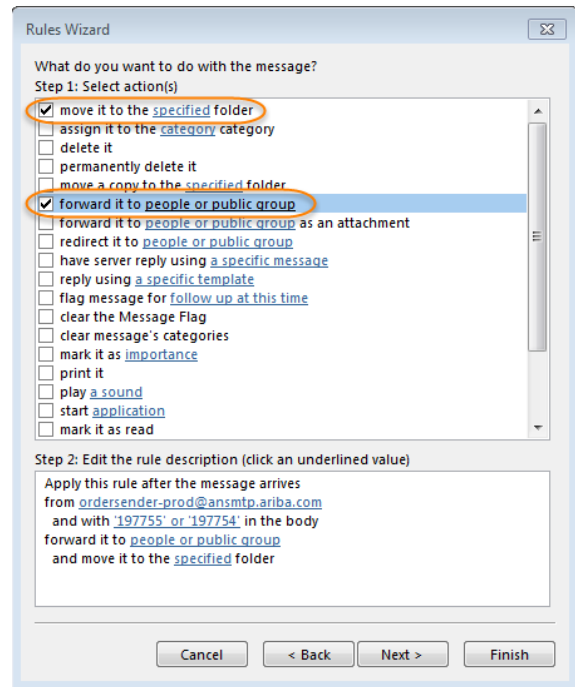 Rules Wizard
What do you want to do with the message?
Step 1: Select action(s)
move it to the specified folder
assign it to the category category
delete it
permanently delete it
move a copy to the specified folder
forward it to people or public group
forward it to people or public group as an attachment
redirect it to people or public group
have server reply using a specific message
reply using a specific template
flag message for follow up at this time
clear the Message Flag
clear message's categories
mark it as importance
print it
play a sound
start application
mark it as read
Step 2: Edit the rule description (click an underlined value)
Apply this rule after the message arrives
from ordersender-prod@ansmtp.ariba.com
and with '197755' or '197754' in the body
forward it to people or public group
and move it to the specified folder
Cancel < Back Next > Finish